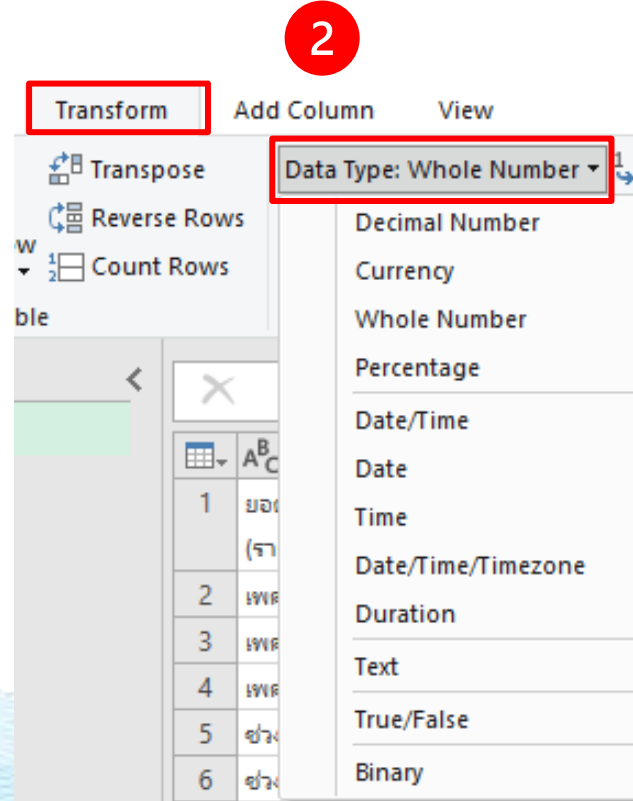 2
Transform Add Column View
Transpose Data Type: Whole Number
Reverse Rows Decimal Number
Count Rows Currency
Whole Number
Percentage
Date/Time
Date
1 Time
Date/Time/Timezone
2 Duration
3 Text
4 True/False
5 Binary
6